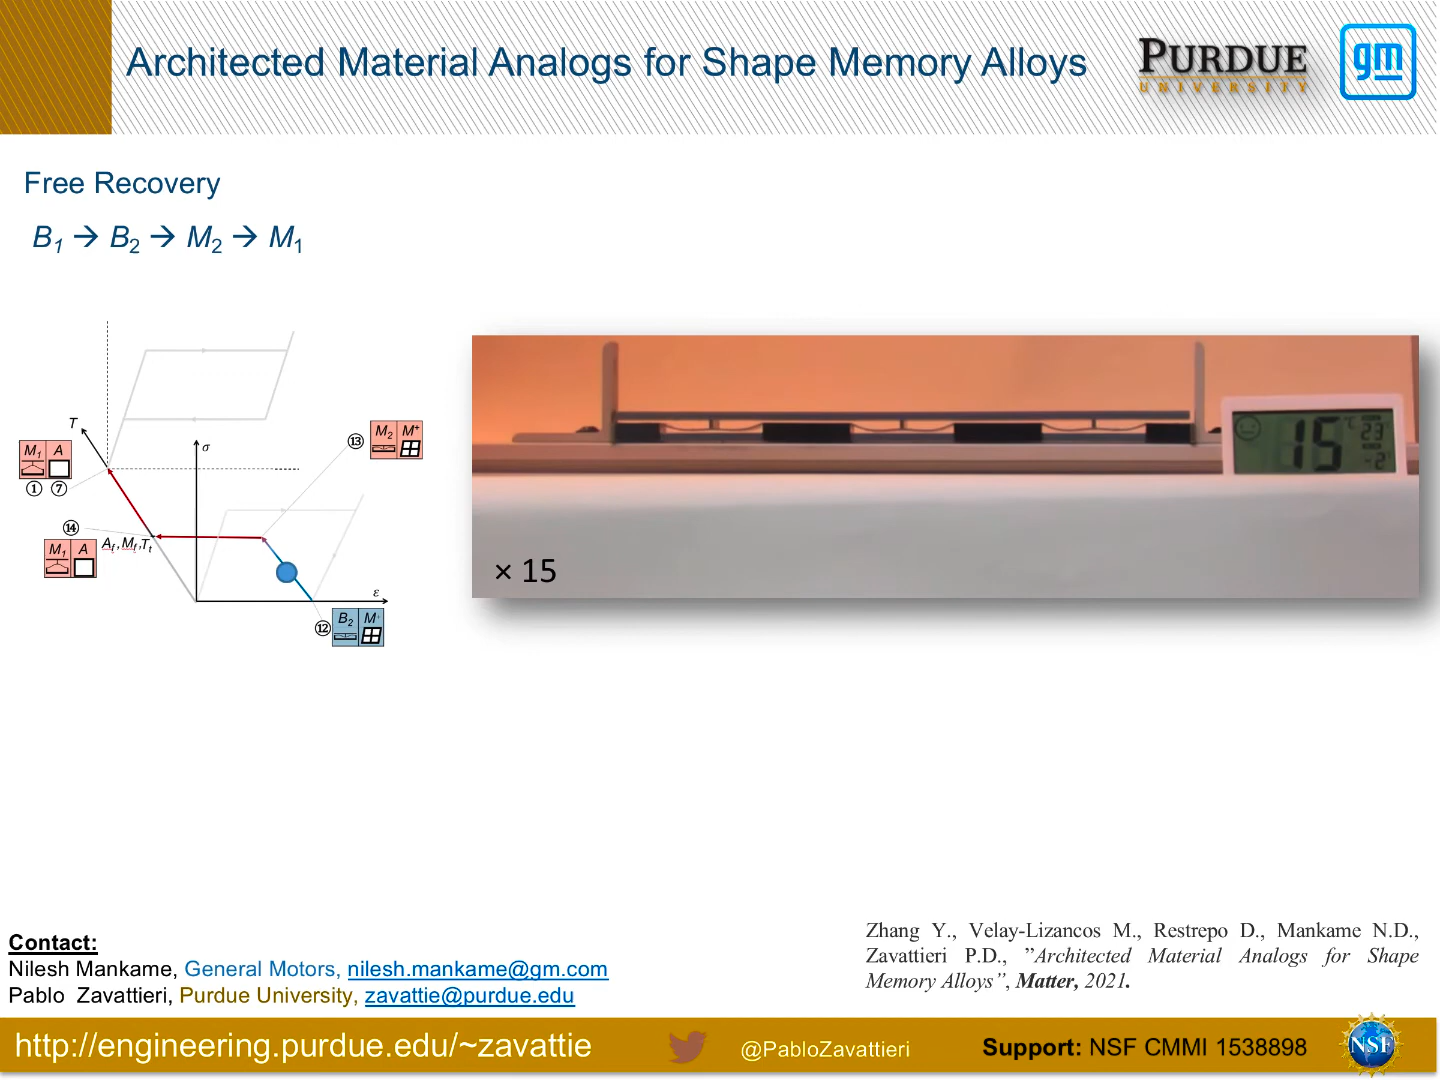 Architected Material Analogs for Shape Memory Alloys
PURDUE
UNIVERSITY
gm
Free Recovery
B1 → B2 → M2 → M1
T
σ
⑬
M2 M+
M1 A
① ⑦
⑭
Af,Mf,Tt
M1 A
ε
⑫
B2 M+
15
°C
23
-2
× 15
Contact:
Nilesh Mankame, General Motors, nilesh.mankame@gm.com
Pablo Zavattieri, Purdue University, zavattie@purdue.edu
Zhang Y., Velay-Lizancos M., Restrepo D., Mankame N.D.,
Zavattieri P.D., ”Architected Material Analogs for Shape
Memory Alloys”, Matter, 2021.
http://engineering.purdue.edu/~zavattie
@PabloZavattieri
Support: NSF CMMI 1538898
NSF